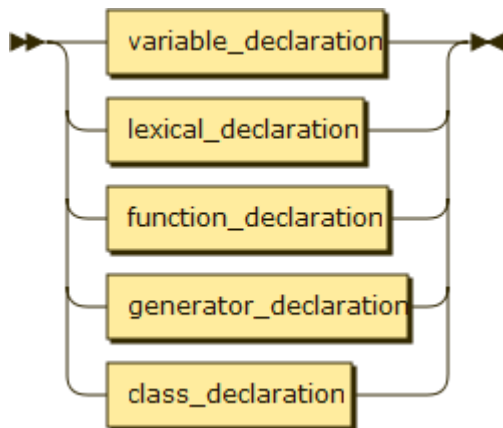 variable_declaration
lexical_declaration
function_declaration
generator_declaration
class_declaration